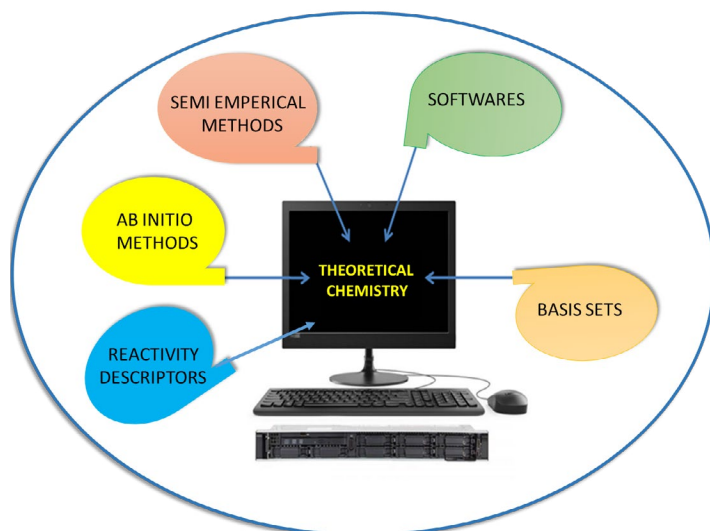 SEMI EMPERICAL
METHODS
SOFTWARES
AB INITIO
METHODS
THEORETICAL
CHEMISTRY
BASIS SETS
REACTIVITY
DESCRIPTORS